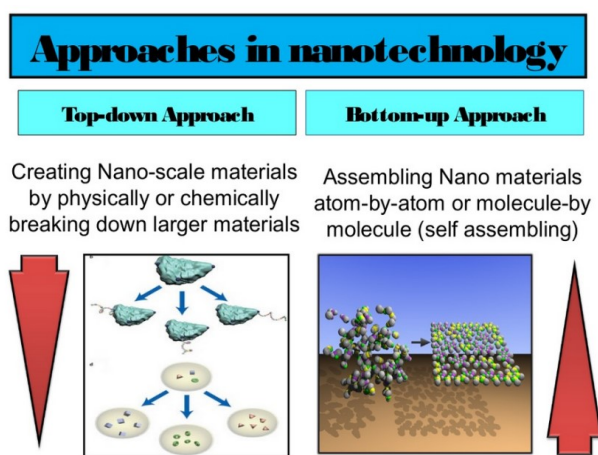 Approaches in nanotechnology
Top-down Approach
Bottom-up Approach
Creating Nano-scale materials
by physically or chemically
breaking down larger materials
Assembling Nano materials
atom-by-atom or molecule-by
molecule (self assembling)